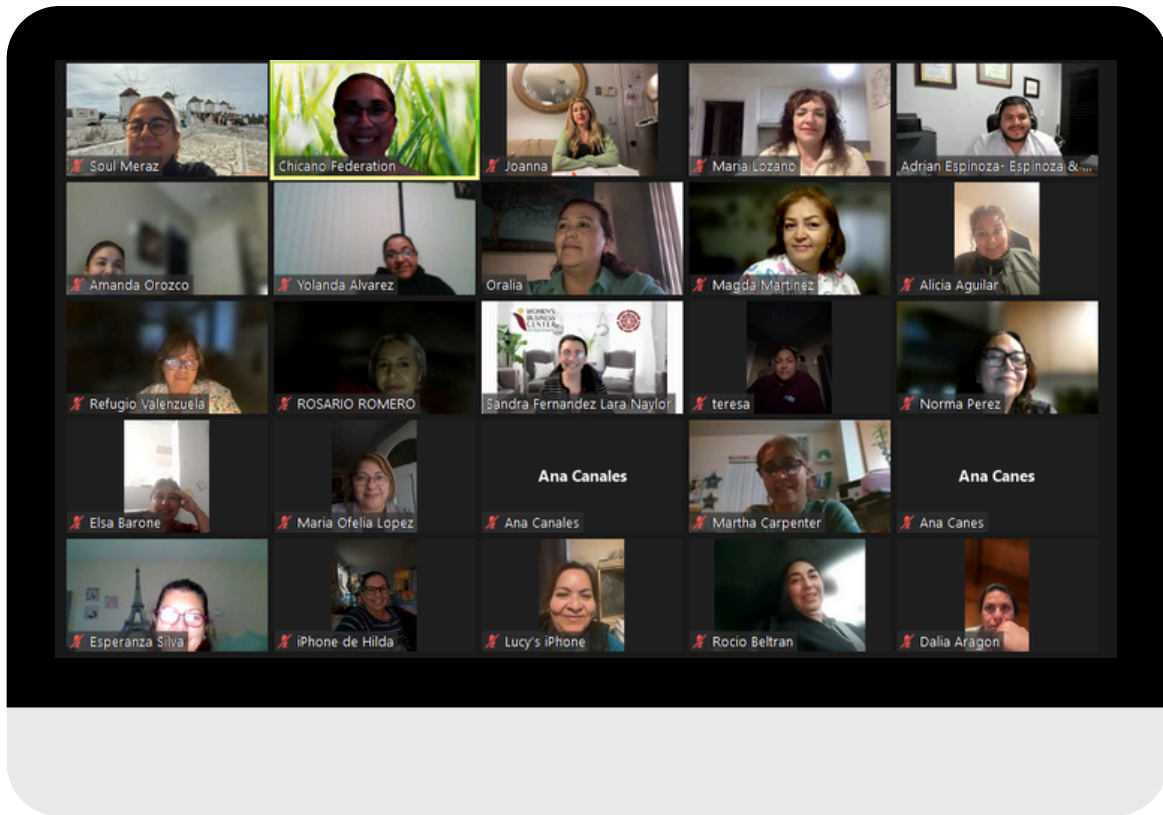 Soul Meraz
Chicano Federation
Joanna
Maria Lozano
Adrian Espinoza- Espinoza &...
Amanda Orozco
Yolanda Alvarez
Oralia
Magda Martinez
Alicia Aguilar
Refugio Valenzuela
ROSARIO ROMERO
WOMEN'S
BUSINESS
CENTER
Sandra Fernandez Lara Naylor
teresa
Norma Perez
Elsa Barone
Maria Ofelia Lopez
Ana Canales
Ana Canales
Martha Carpenter
Ana Canes
Ana Canes
Esperanza Silva
iPhone de Hilda
Lucy's iPhone
Rocio Beltran
Dalia Aragon